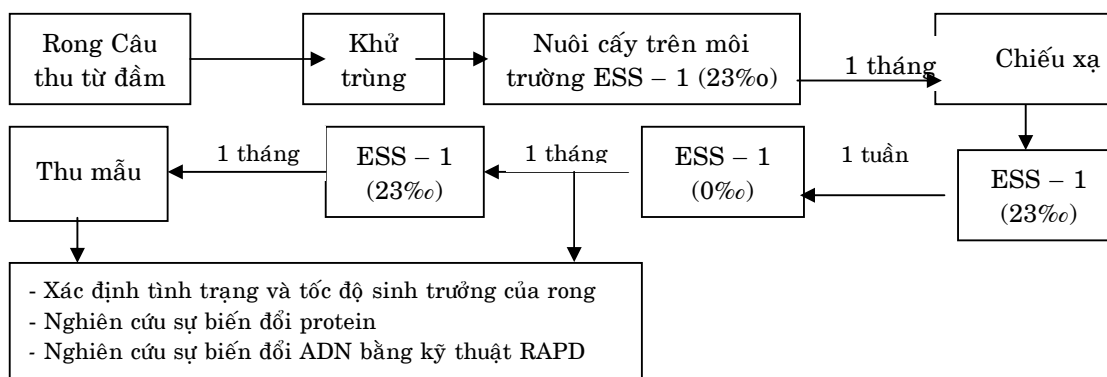 Rong Câu
thu từ đầm
Khử
trùng
Nuôi cấy trên môi
trường ESS – 1 (23‰)
1 tháng
Chiếu xạ
ESS – 1
(23‰)
1 tuần
ESS – 1
(0‰)
1 tháng
ESS – 1
(23‰)
1 tháng
Thu mẫu
- Xác định tình trạng và tốc độ sinh trưởng của rong
- Nghiên cứu sự biến đổi protein
- Nghiên cứu sự biến đổi ADN bằng kỹ thuật RAPD